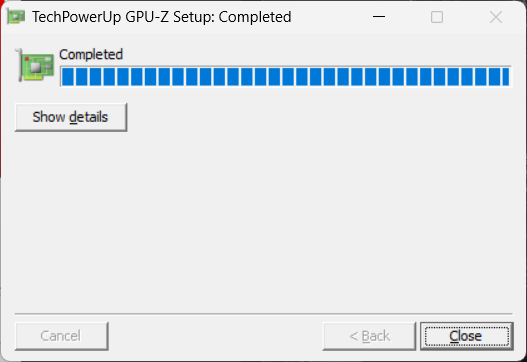 TechPowerUp GPU-Z Setup: Completed
Completed
Show details
Cancel
< Back
Close